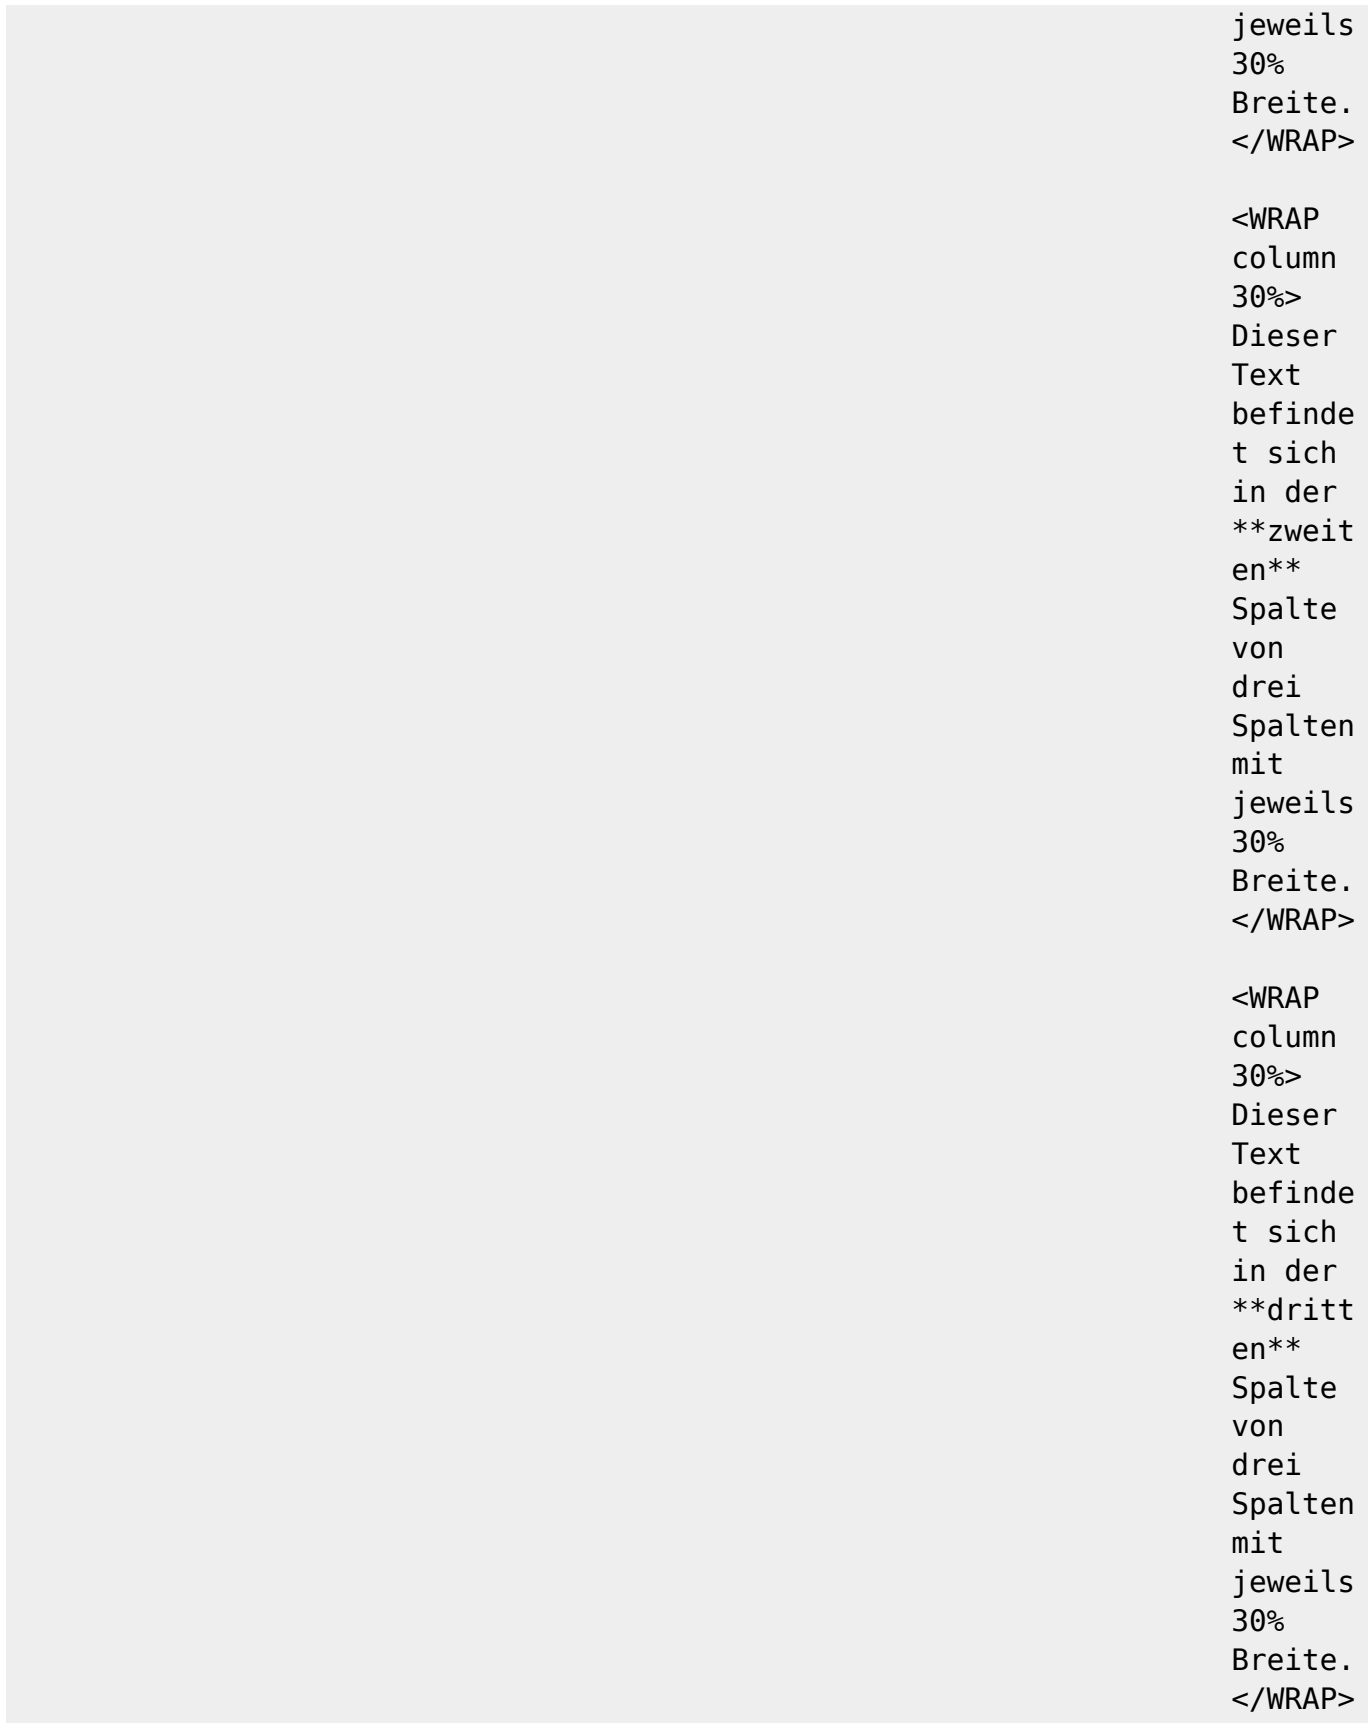 jeweils
30%
Breite.
</WRAP>

<WRAP
column
30%>
Dieser
Text
befinde
t sich
in der
**zweit
en**
Spalte
von
drei
Spalten
mit
jeweils
30%
Breite.
</WRAP>

<WRAP
column
30%>
Dieser
Text
befinde
t sich
in der
**dritt
en**
Spalte
von
drei
Spalten
mit
jeweils
30%
Breite.
</WRAP>